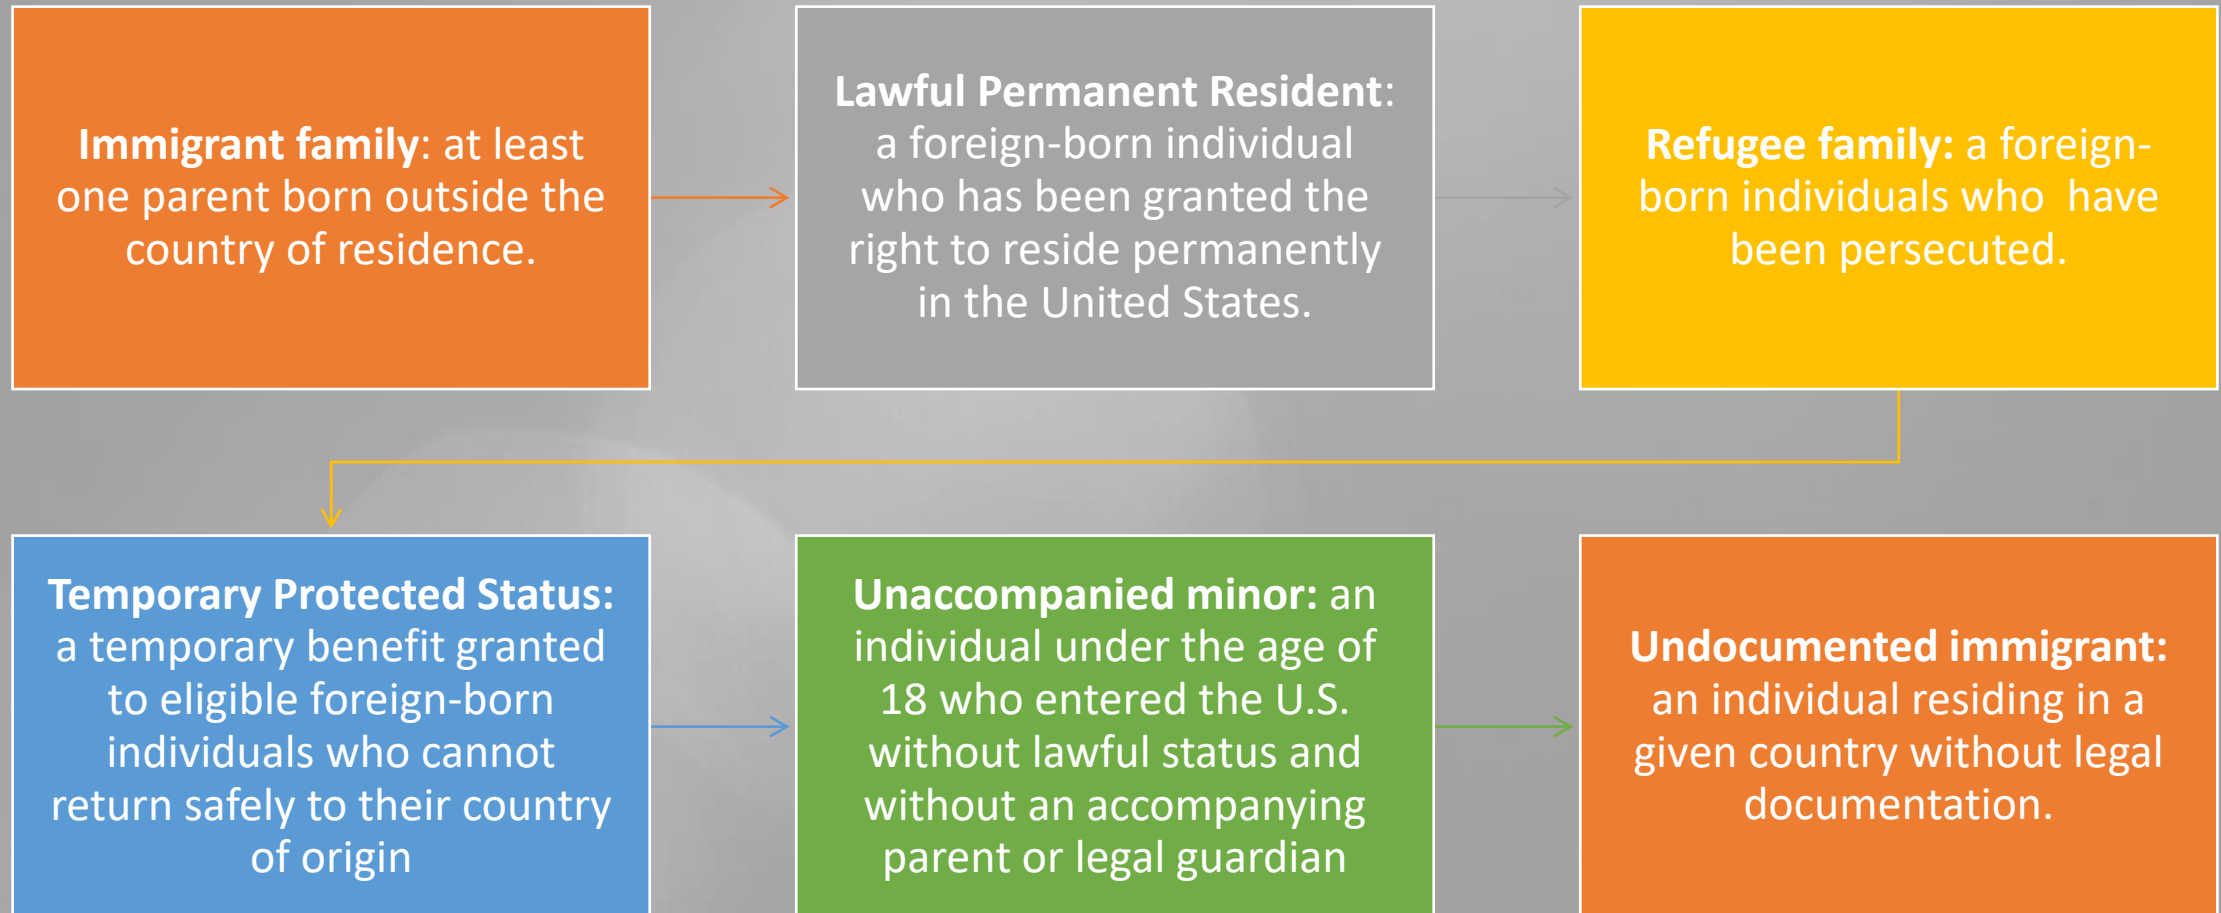 Immigrant family: at least
one parent born outside the
country of residence.
Lawful Permanent Resident:
a foreign-born individual
who has been granted the
right to reside permanently
in the United States.
Refugee family: a foreign-
born individuals who  have
been persecuted.
Temporary Protected Status:
a temporary benefit granted
to eligible foreign-born
individuals who cannot
return safely to their country
of origin
Unaccompanied minor: an
individual under the age of
18 who entered the U.S.
without lawful status and
without an accompanying
parent or legal guardian
Undocumented immigrant:
an individual residing in a
given country without legal
documentation.